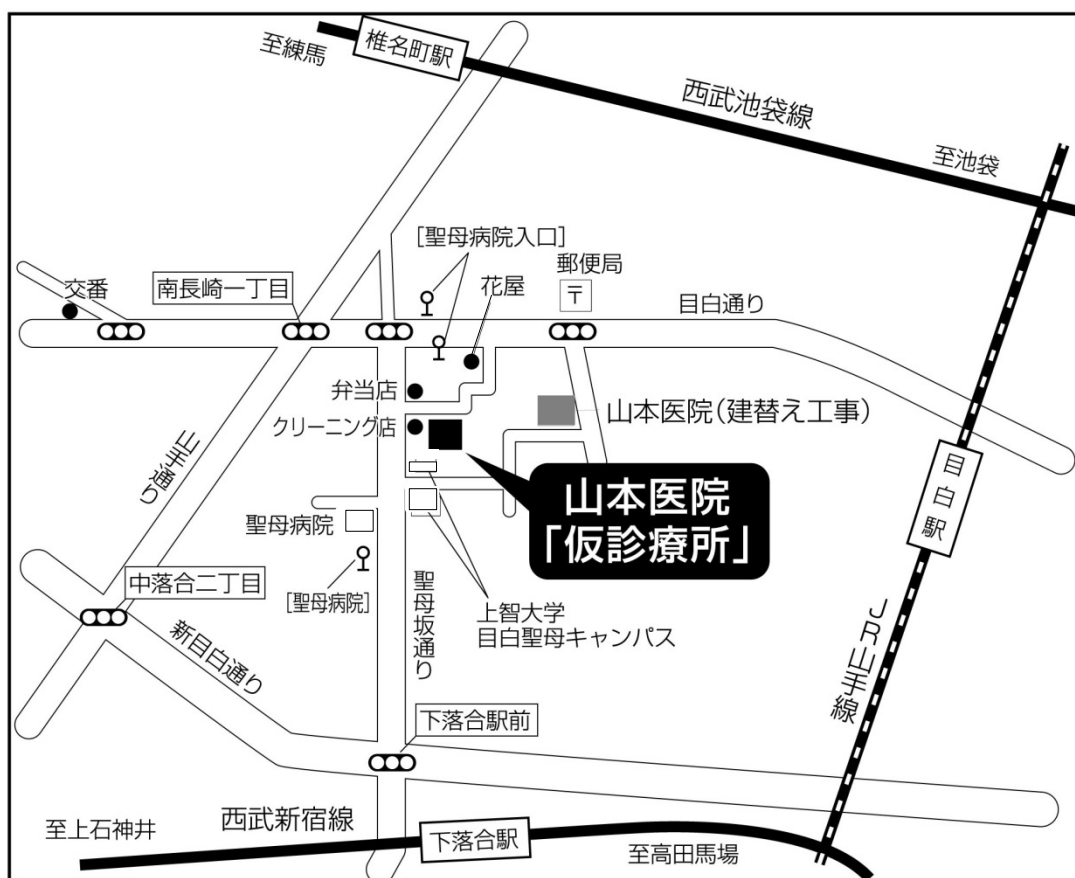 至練馬
椎名町駅
西武池袋線
至池袋
[聖母病院入口]
郵便局
〒
花屋
交番
南長崎一丁目
目白通り
弁当店
クリーニング店
山本医院(建替え工事)
山手通り
山本医院
「仮診療所」
目白駅
聖母病院
[聖母病院]
中落合二丁目
新目白通り
聖母坂通り
上智大学
目白聖母キャンパス
JR山手線
下落合駅前
至上石神井
西武新宿線
下落合駅
至高田馬場